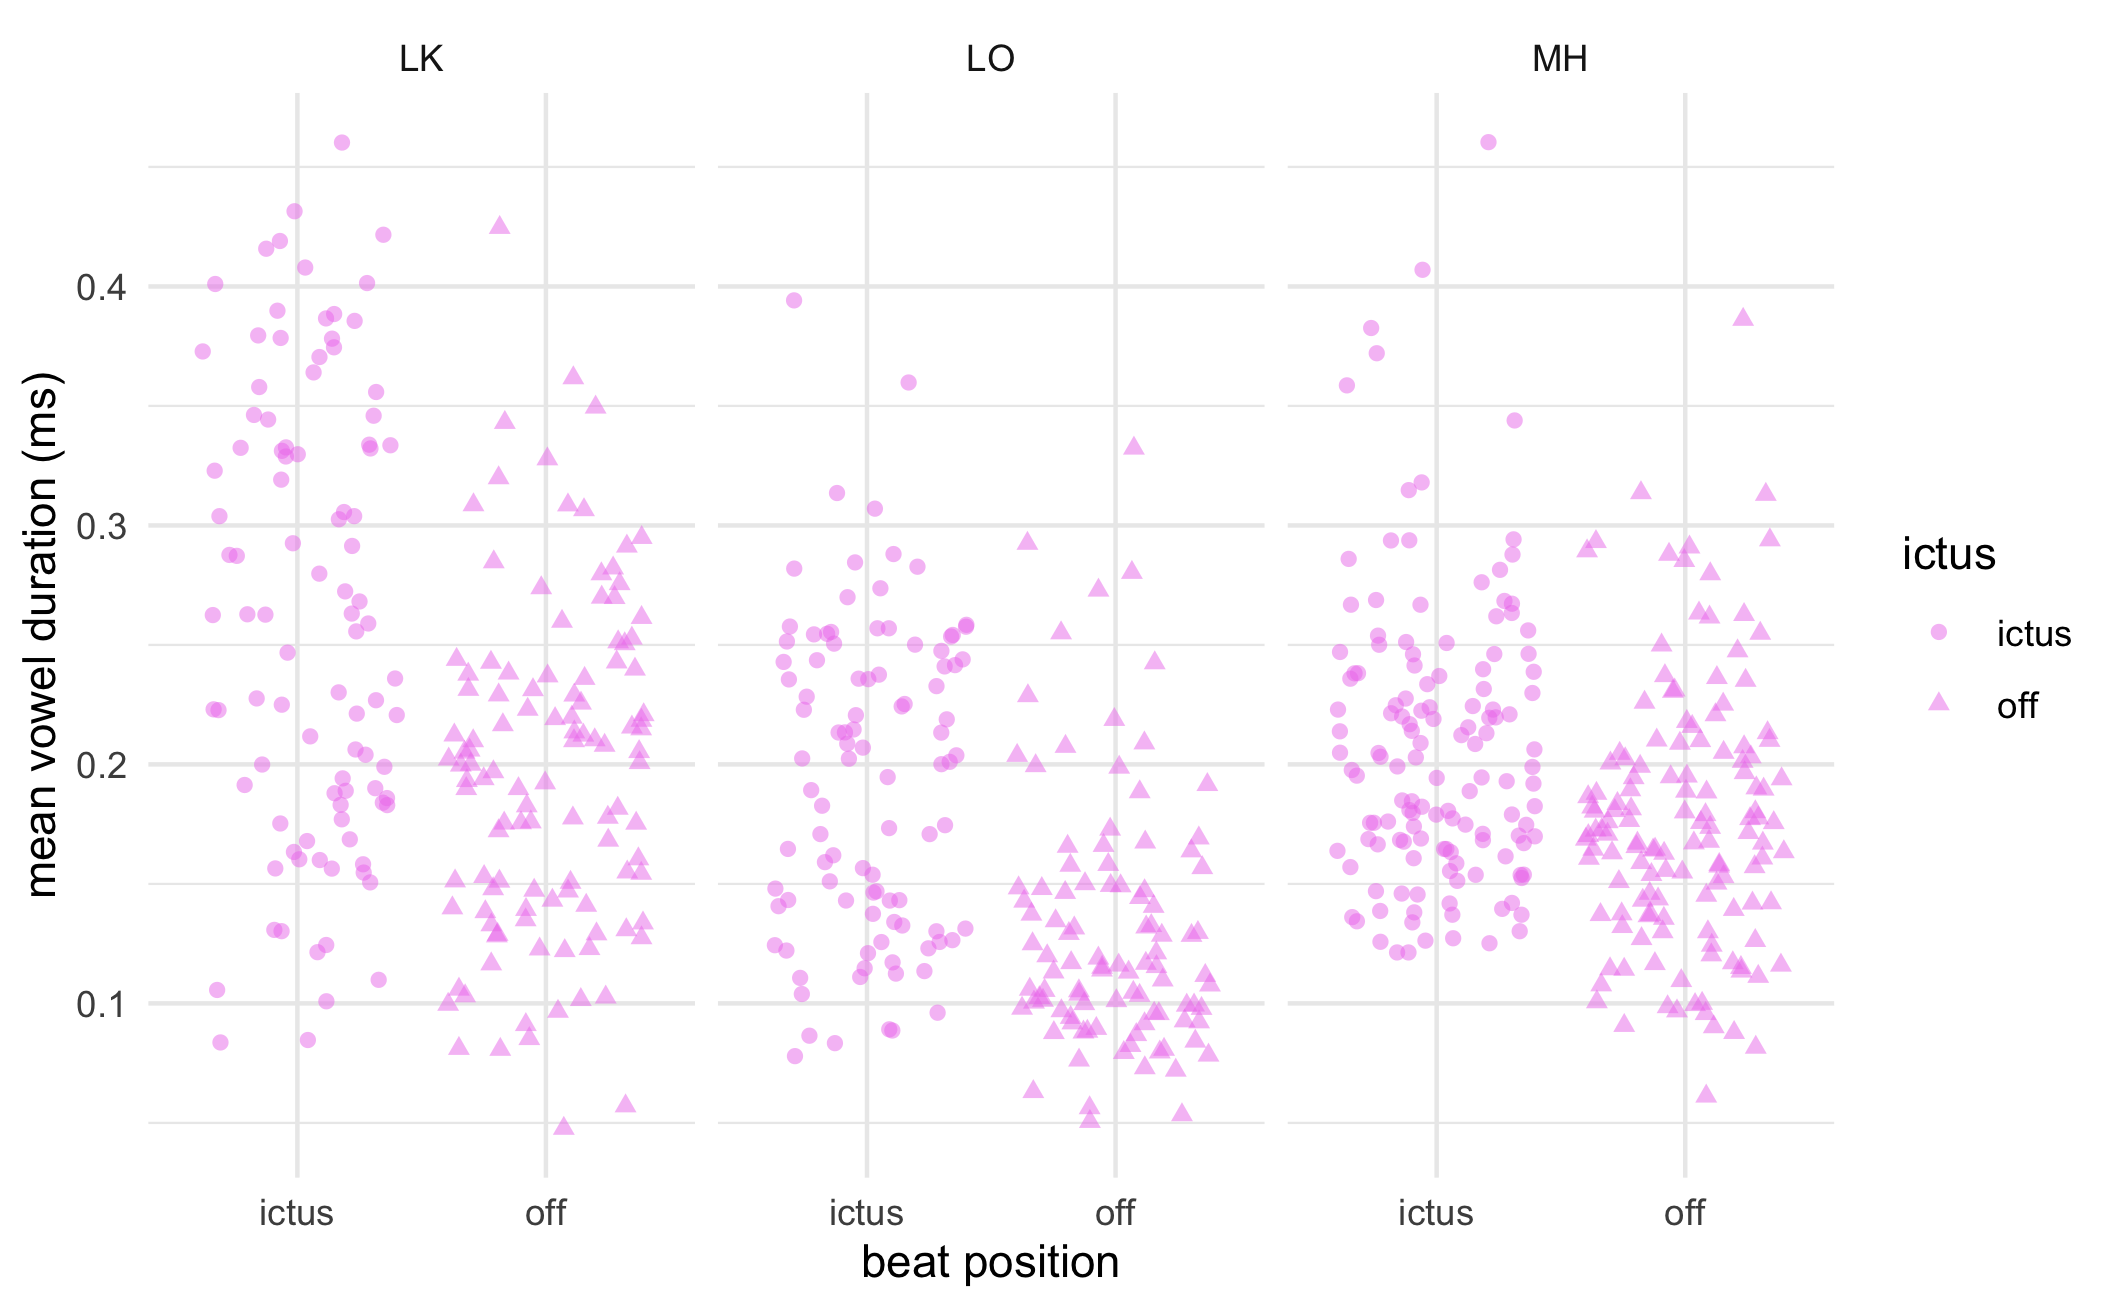 LK LO MH
mean vowel duration (ms)
0.4
0.3
0.2
0.1
ictus off ictus off ictus off
beat position
ictus
ictus
off